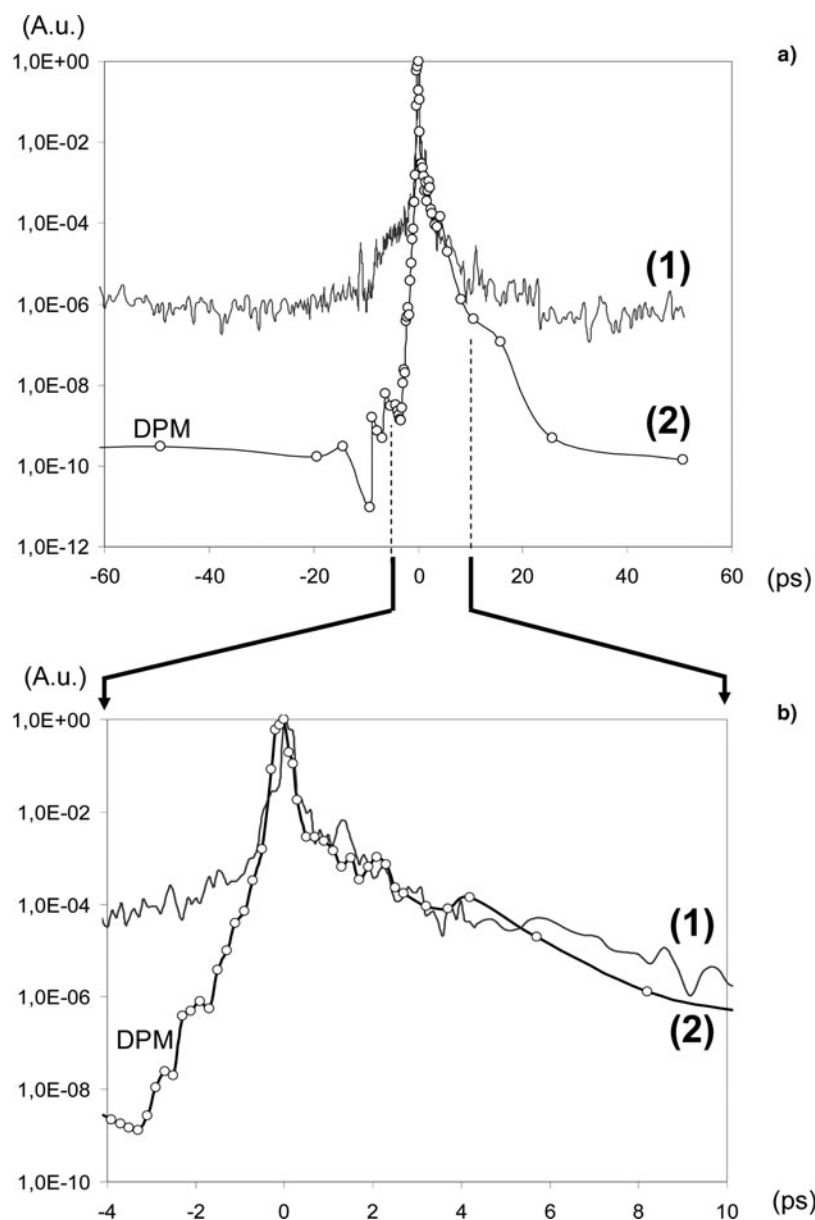 (A.u.)
a)
1,0E+00
1,0E-02
1,0E-04
(1)
1,0E-06
1,0E-08
DPM
(2)
1,0E-10
1,0E-12
-60 -40 -20 0 20 40 60 (ps)
(A.u.)
b)
1,0E+00
1,0E-02
1,0E-04
(1)
1,0E-06
DPM
(2)
1,0E-08
1,0E-10
-4 -2 0 2 4 6 8 10 (ps)